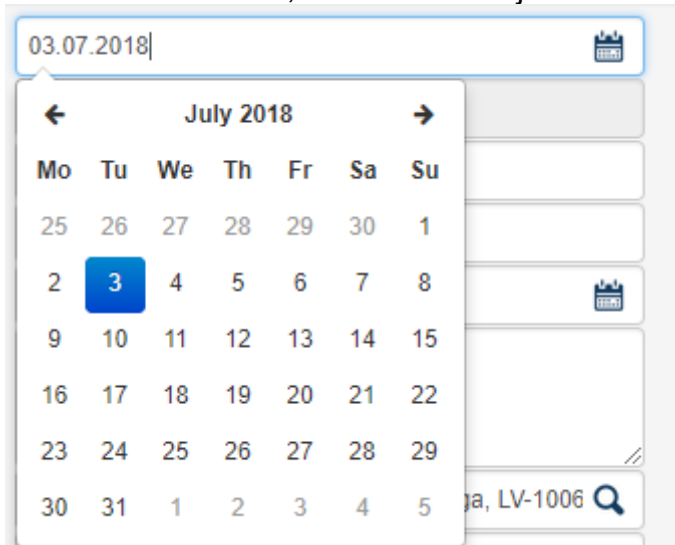 03.07.2018
July 2018
Mo Tu We Th Fr Sa Su
25 26 27 28 29 30 1
2 3 4 5 6 7 8
9 10 11 12 13 14 15
16 17 18 19 20 21 22
23 24 25 26 27 28 29
30 31 1 2 3 4 5
LV-1006